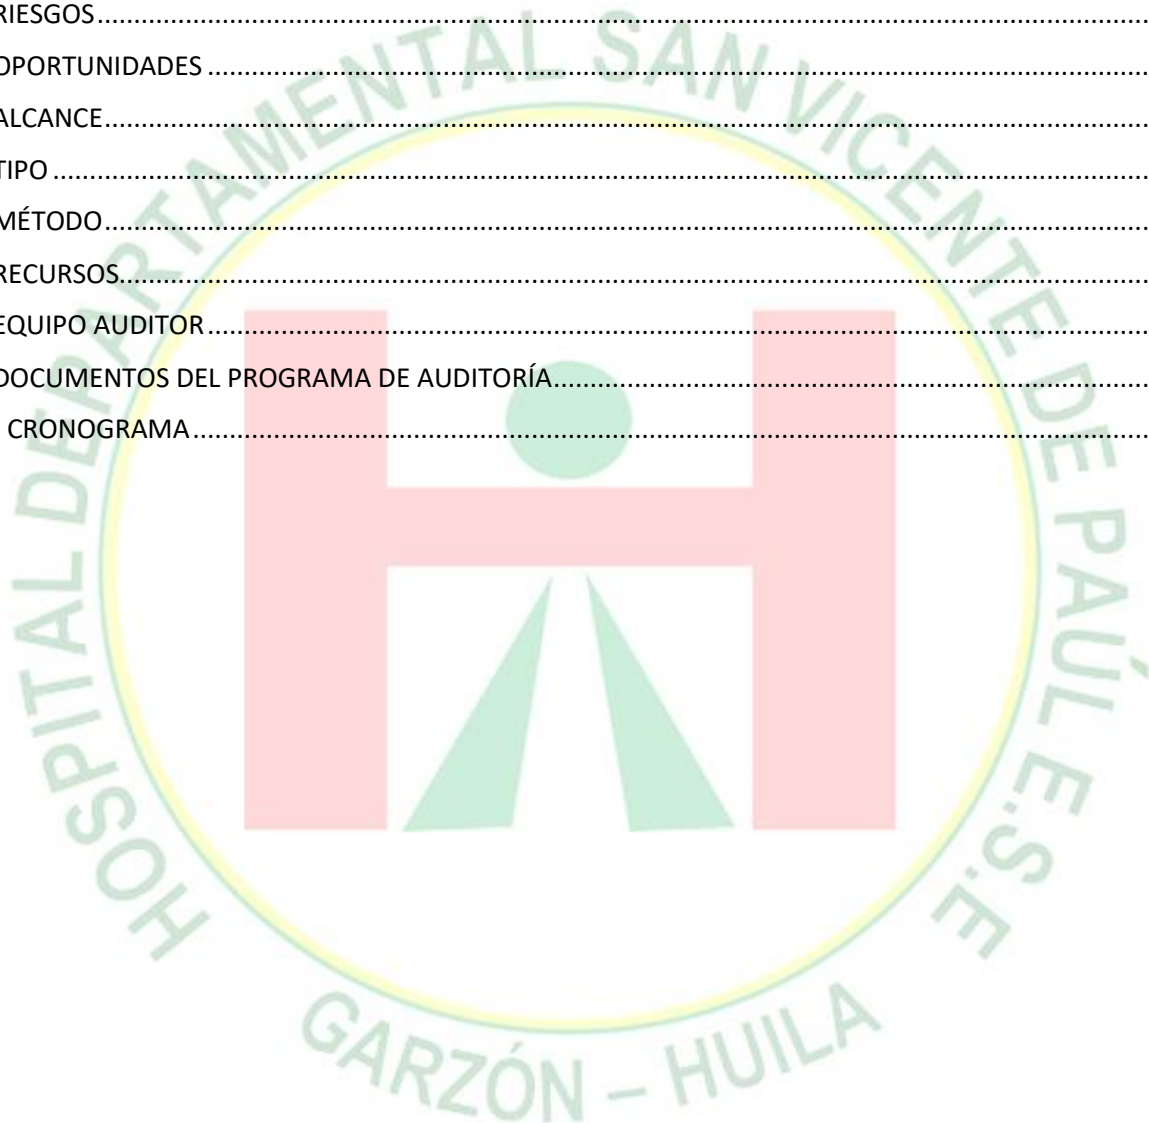 RIESGOS
OPORTUNIDADES
ALCANCE
TIPO
MÉTODO
RECURSOS
EQUIPO AUDITOR
DOCUMENTOS DEL PROGRAMA DE AUDITORÍA
CRONOGRAMA
HOSPITAL DEPARTAMENTAL SAN VICENTE DE PAÚL E.S.E
GARZÓN – HUILA